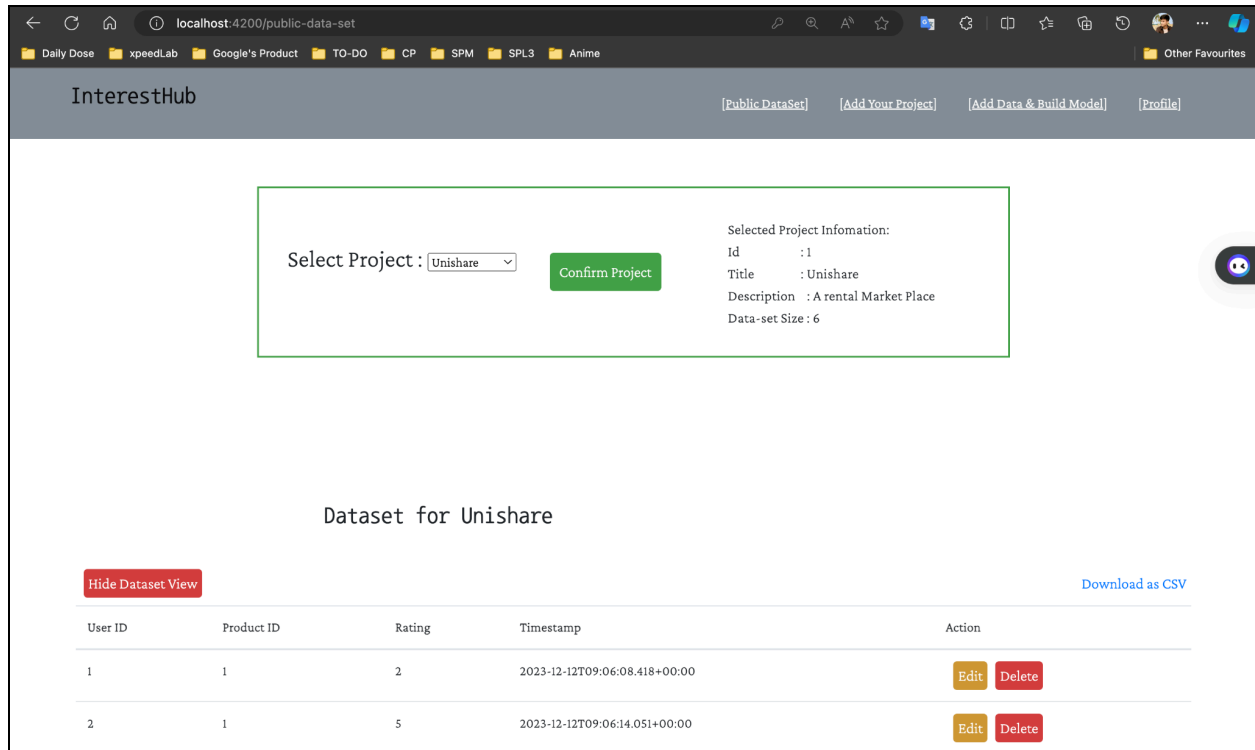 localhost:4200/public-data-set
Daily Dose xpeedLab Google's Product TO-DO CP SPM SPL3 Anime Other Favourites
InterestHub
[Public DataSet] [Add Your Project] [Add Data & Build Model] [Profile]
Select Project : Unishare
Confirm Project
Selected Project Infomation:
Id : 1
Title : Unishare
Description : A rental Market Place
Data-set Size : 6
Dataset for Unishare
Hide Dataset View Download as CSV
User ID Product ID Rating Timestamp Action
1 1 2 2023-12-12T09:06:08.418+00:00 Edit Delete
2 1 5 2023-12-12T09:06:14.051+00:00 Edit Delete